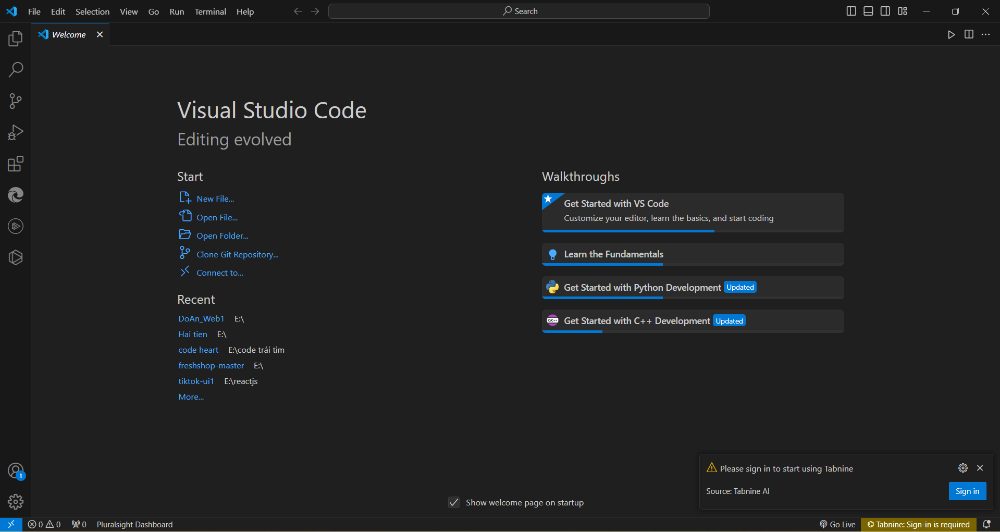 File Edit Selection View Go Run Terminal Help
Search
Welcome
Visual Studio Code
Editing evolved
Start
New File...
Open File...
Open Folder...
Clone Git Repository...
Connect to...
Recent
DoAn_Web1 E:\
Hai tien E:\
code heart E:\code trái tim
freshshop-master E:\
tiktok-ui1 E:\reactjs
More...
Walkthroughs
Get Started with VS Code
Customize your editor, learn the basics, and start coding
Learn the Fundamentals
Get Started with Python Development Updated
C/C++ Get Started with C++ Development Updated
1
Please sign in to start using Tabnine
Source: Tabnine AI
Sign in
Show welcome page on startup
0 0 0 Pluralsight Dashboard
Go Live Tabnine: Sign-in is required